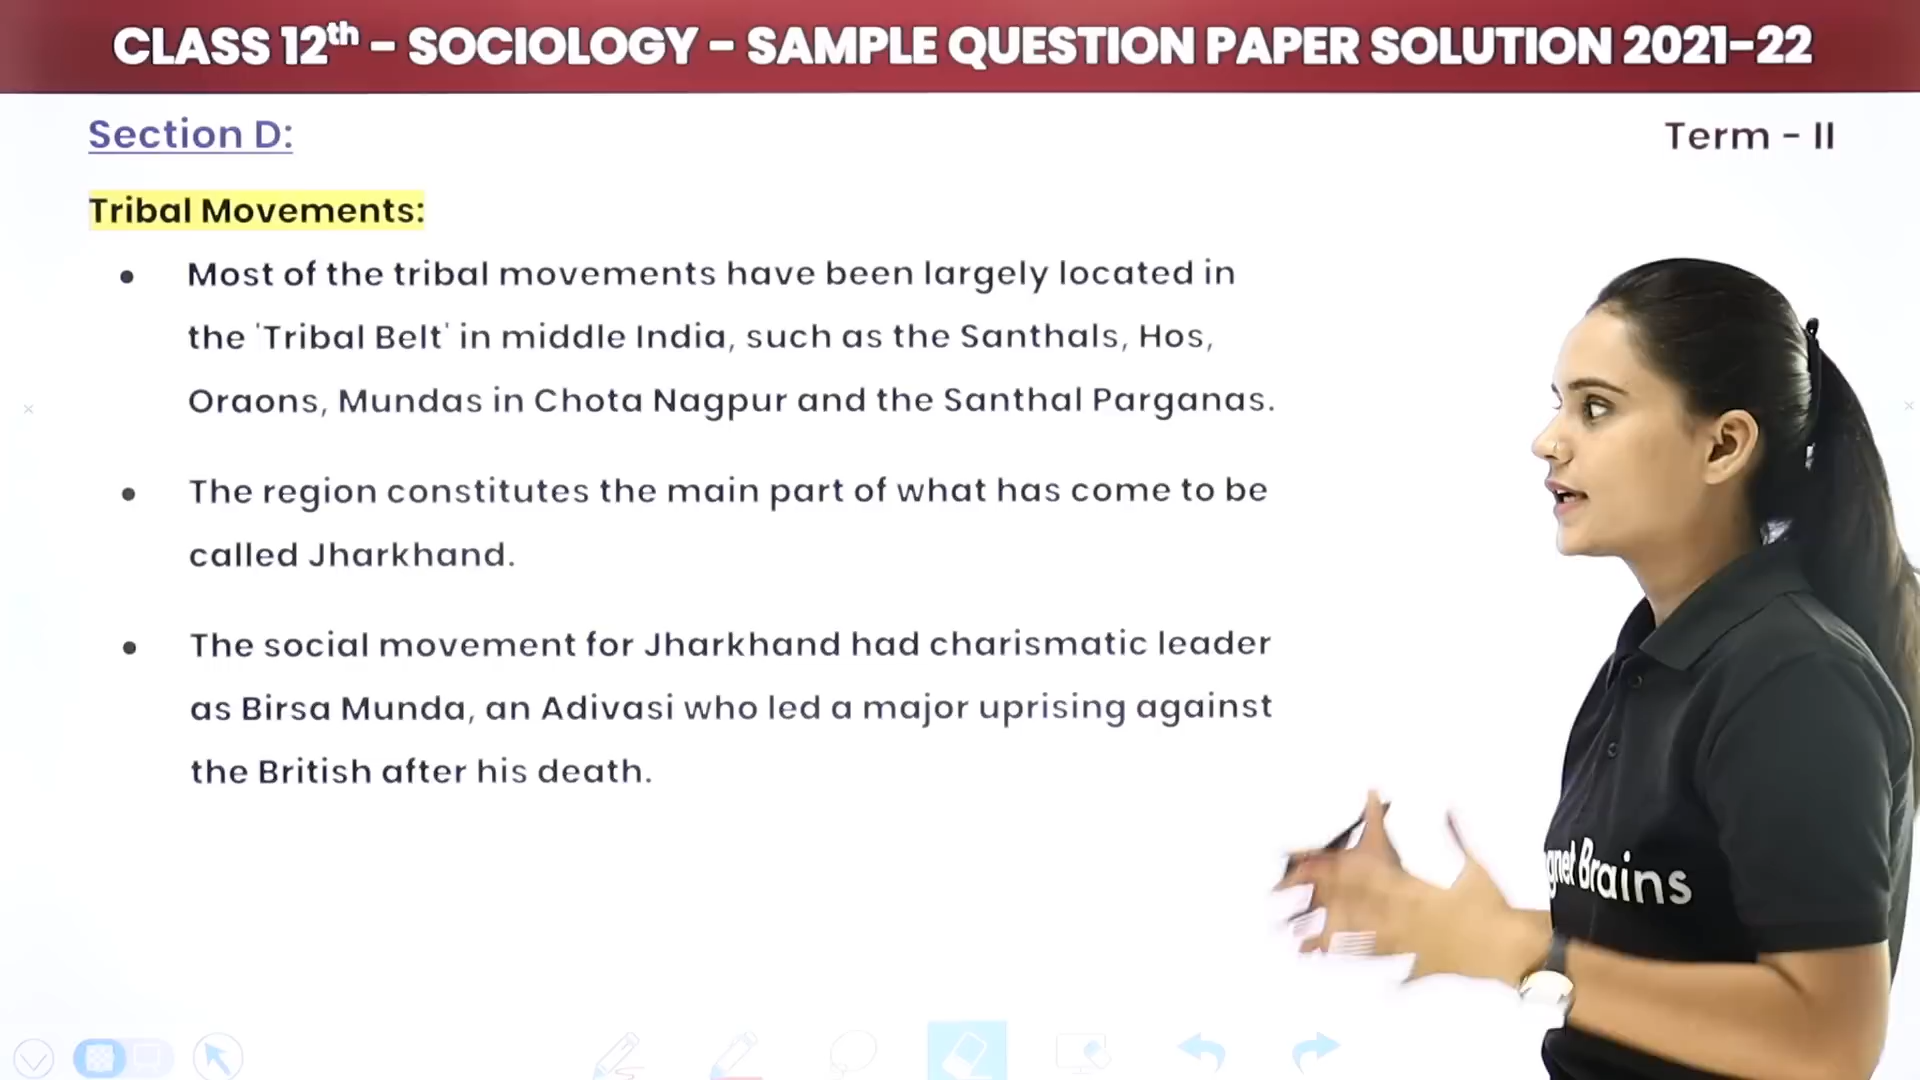 CLASS 12th – SOCIOLOGY – SAMPLE QUESTION PAPER SOLUTION 2021–22
Section D:
Term - II
Tribal Movements:
• Most of the tribal movements have been largely located in
the 'Tribal Belt' in middle India, such as the Santhals, Hos,
Oraons, Mundas in Chota Nagpur and the Santhal Parganas.
• The region constitutes the main part of what has come to be
called Jharkhand.
• The social movement for Jharkhand had charismatic leader
as Birsa Munda, an Adivasi who led a major uprising against
the British after his death.
gnet Brains